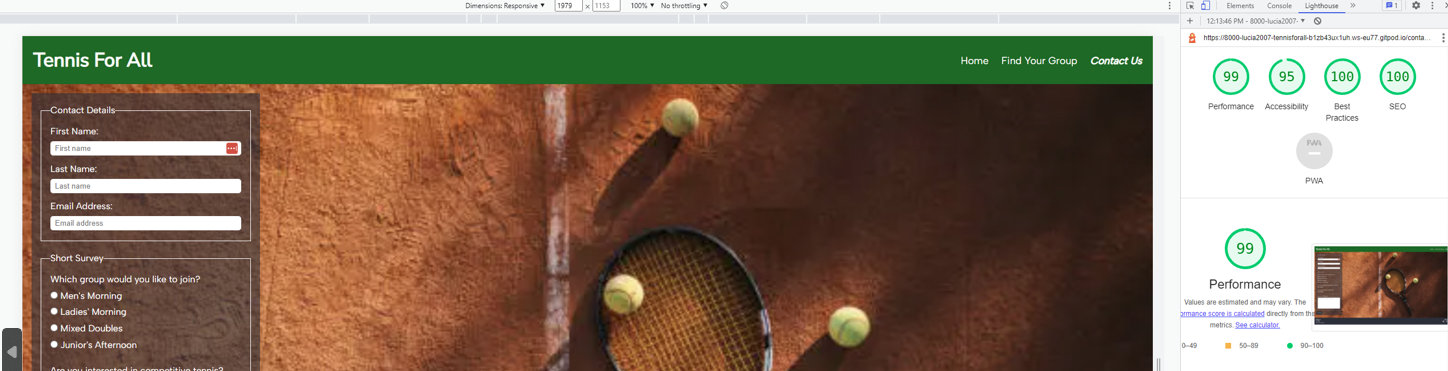 Dimensions: Responsive ▼ 1979 × 1153 100% ▼ No throttling ▼
Elements Console Lighthouse » 1
+ 12:13:46 PM - 8000-lucia2007- ▼
https://8000-lucia2007-tennisforall-b1zb43ux1uh.ws-eu77.gitpod.io/conta...
Tennis For All
Home Find Your Group Contact Us
Contact Details
First Name:
First name
Last Name:
Last name
Email Address:
Email address
Short Survey
Which group would you like to join?
Men's Morning
Ladies' Morning
Mixed Doubles
Junior's Afternoon
Are you interested in competitive tennis?
99 95 100 100
Performance Accessibility Best Practices SEO
PWA
PWA
99
Performance
Values are estimated and may vary. The
ormance score is calculated directly from this
metrics. See calculator.
0–49 50–89 90–100